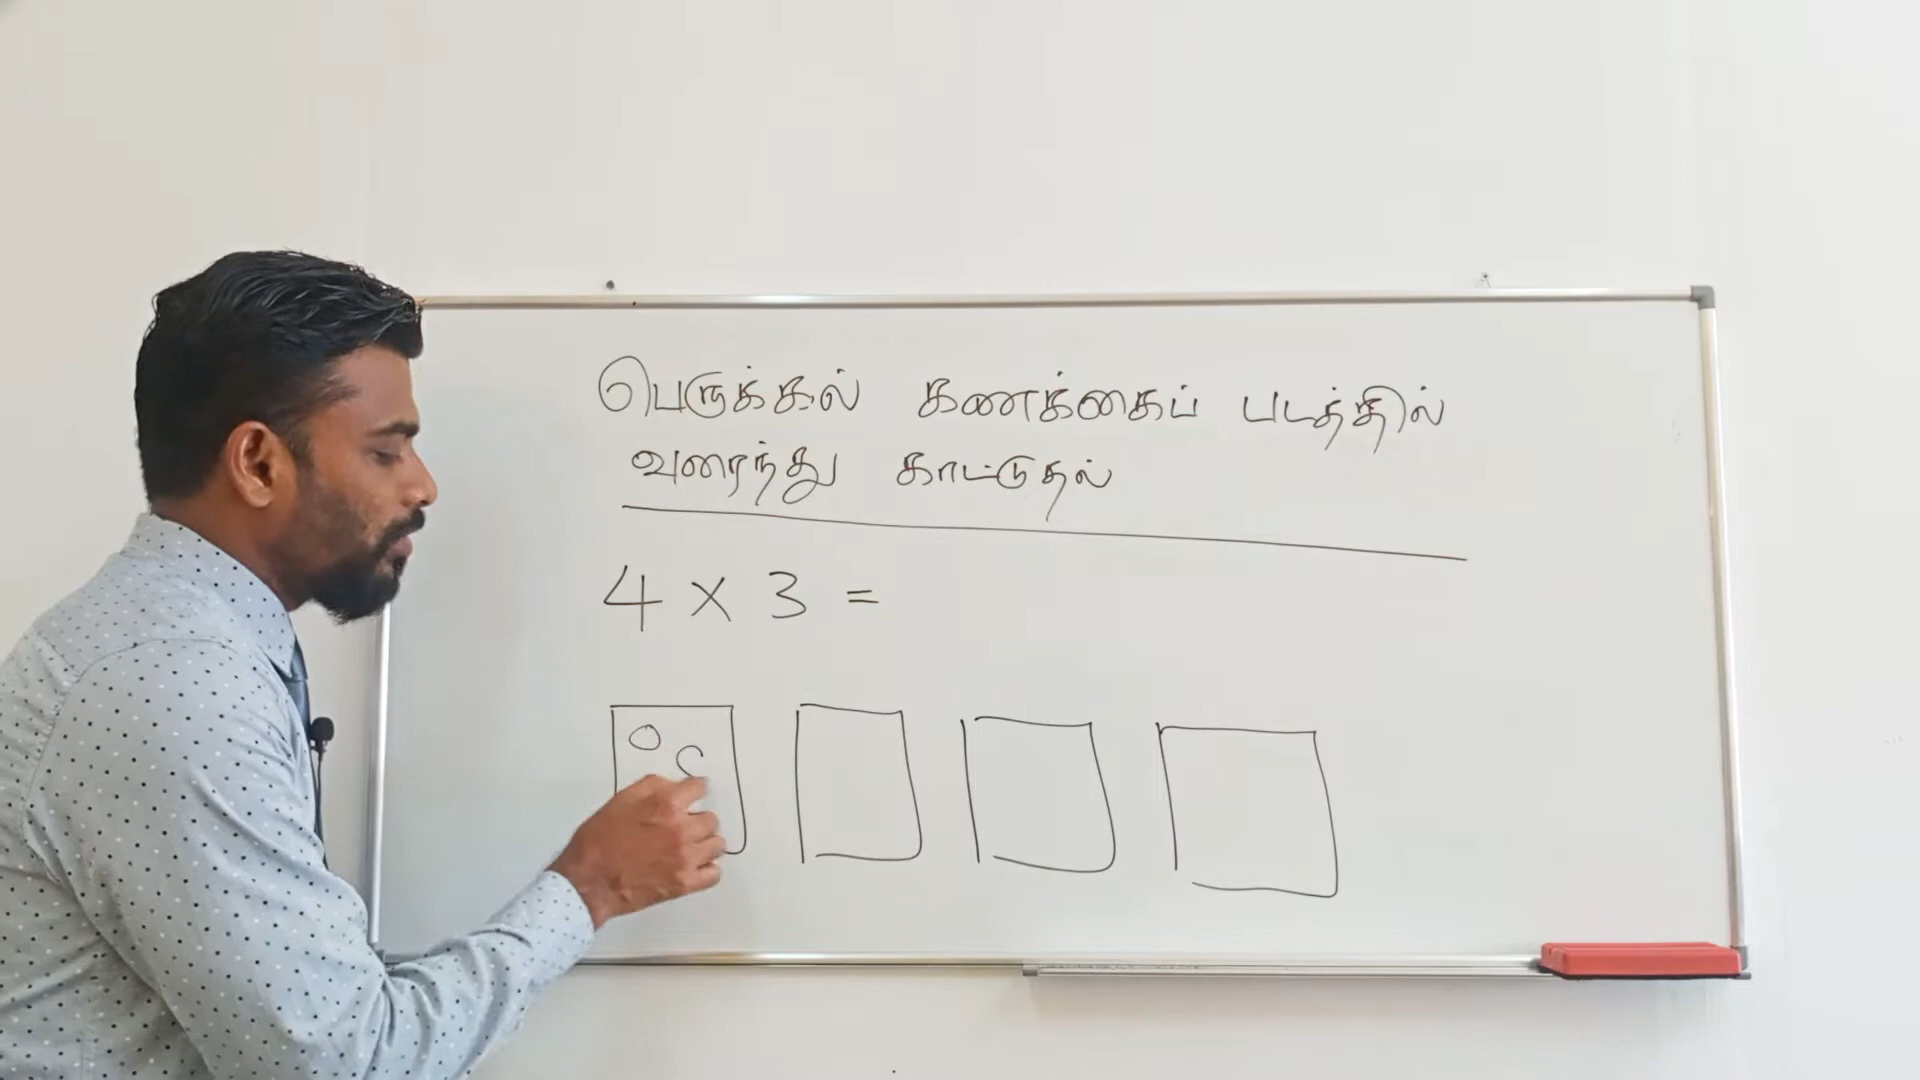 பெருக்கல் கணக்கைப் படத்தில்
வரைந்து காட்டுதல்
4 x 3 =